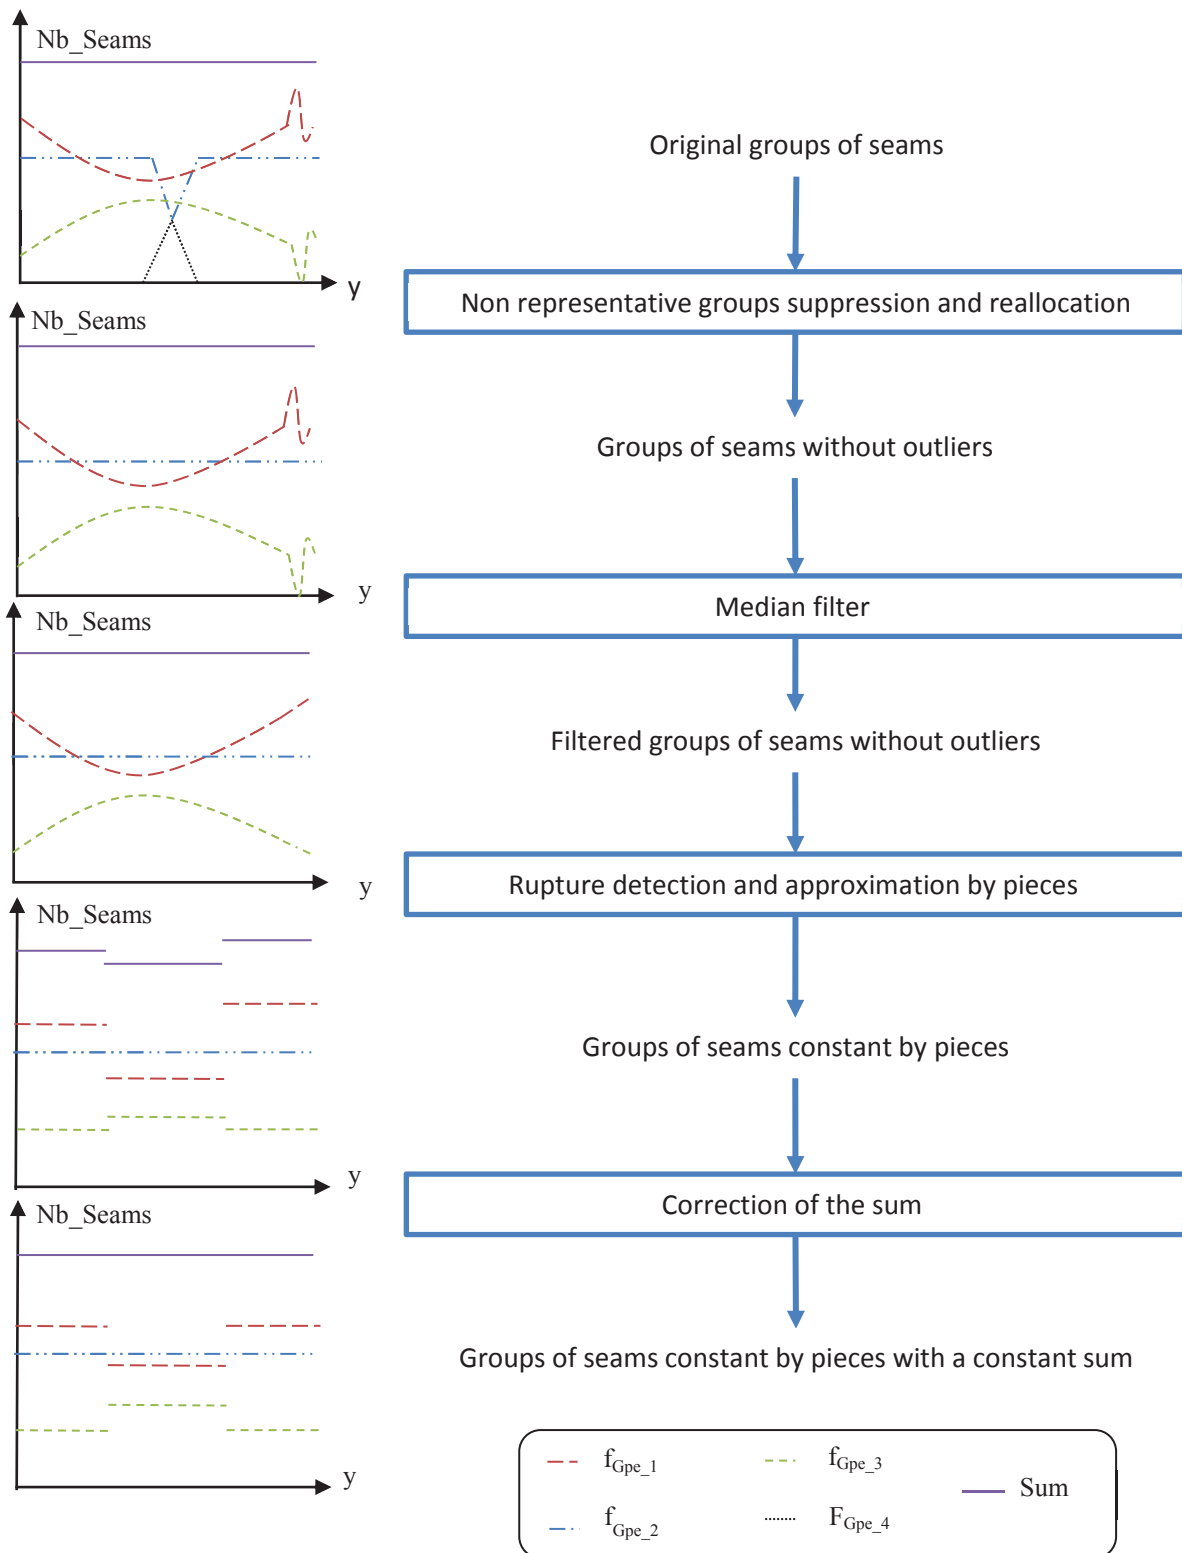 Nb_Seams
y
Original groups of seams
Non representative groups suppression and reallocation
Nb_Seams
y
Groups of seams without outliers
Median filter
Nb_Seams
y
Filtered groups of seams without outliers
Rupture detection and approximation by pieces
Nb_Seams
y
Groups of seams constant by pieces
Correction of the sum
Nb_Seams
y
Groups of seams constant by pieces with a constant sum
fGpe_1
fGpe_3
Sum
fGpe_2
FGpe_4